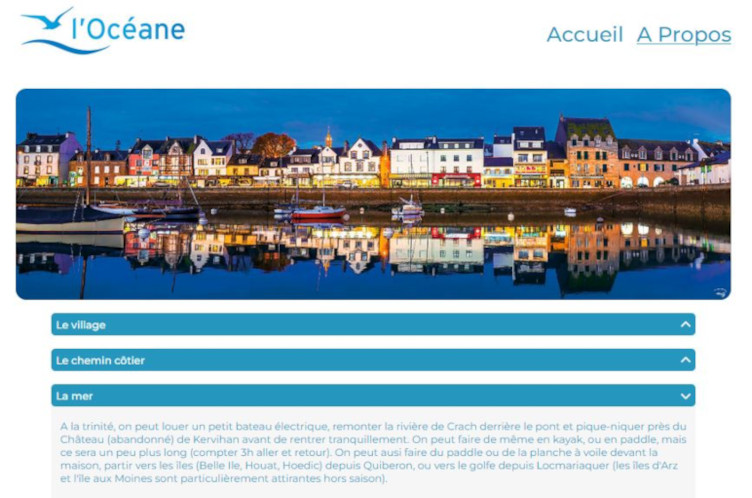 l'Océane
Accueil A Propos
Le village
Le chemin côtier
La mer
A la trinité, on peut louer un petit bateau électrique, remonter la rivière de Crach derrière le pont et pique-niquer près du
Château (abandonné) de Kervihan avant de rentrer tranquillement. On peut faire de même en kayak, ou en paddle, mais
ce sera un peu plus long (compter 3h aller et retour). On peut ausi faire du paddle ou de la planche à voile devant la
maison, partir vers les îles (Belle Ile, Houat, Hoedic) depuis Quiberon, ou vers le golfe depuis Locmariaquer (les îles d'Arz
et l'île aux Moines sont particulièrement attirantes hors saison).